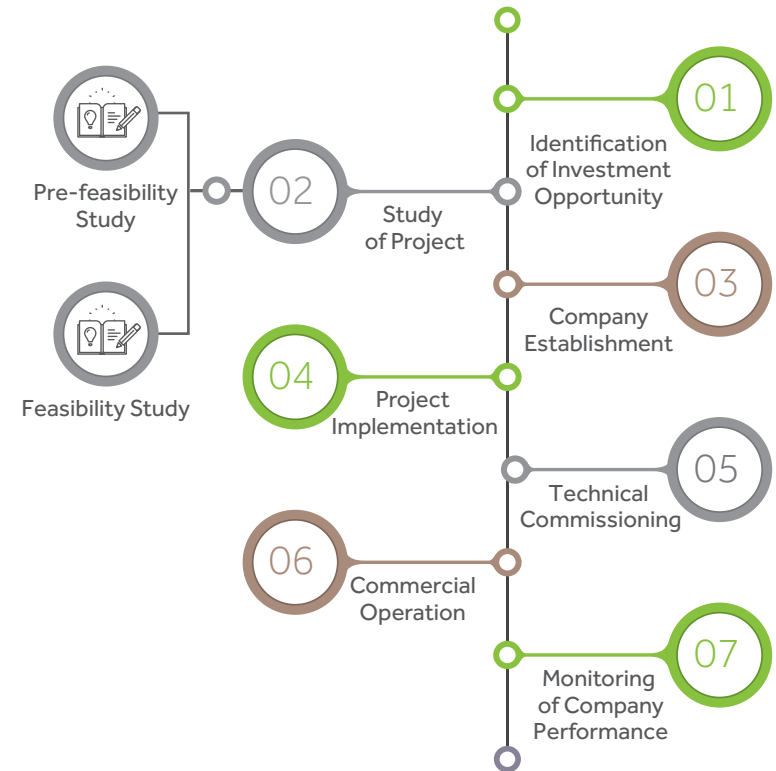 01
Identification
of Investment
Opportunity
Pre-feasibility
Study
02
Study
of Project
03
Company
Establishment
Feasibility Study
04
Project
Implementation
05
Technical
Commissioning
06
Commercial
Operation
07
Monitoring
of Company
Performance